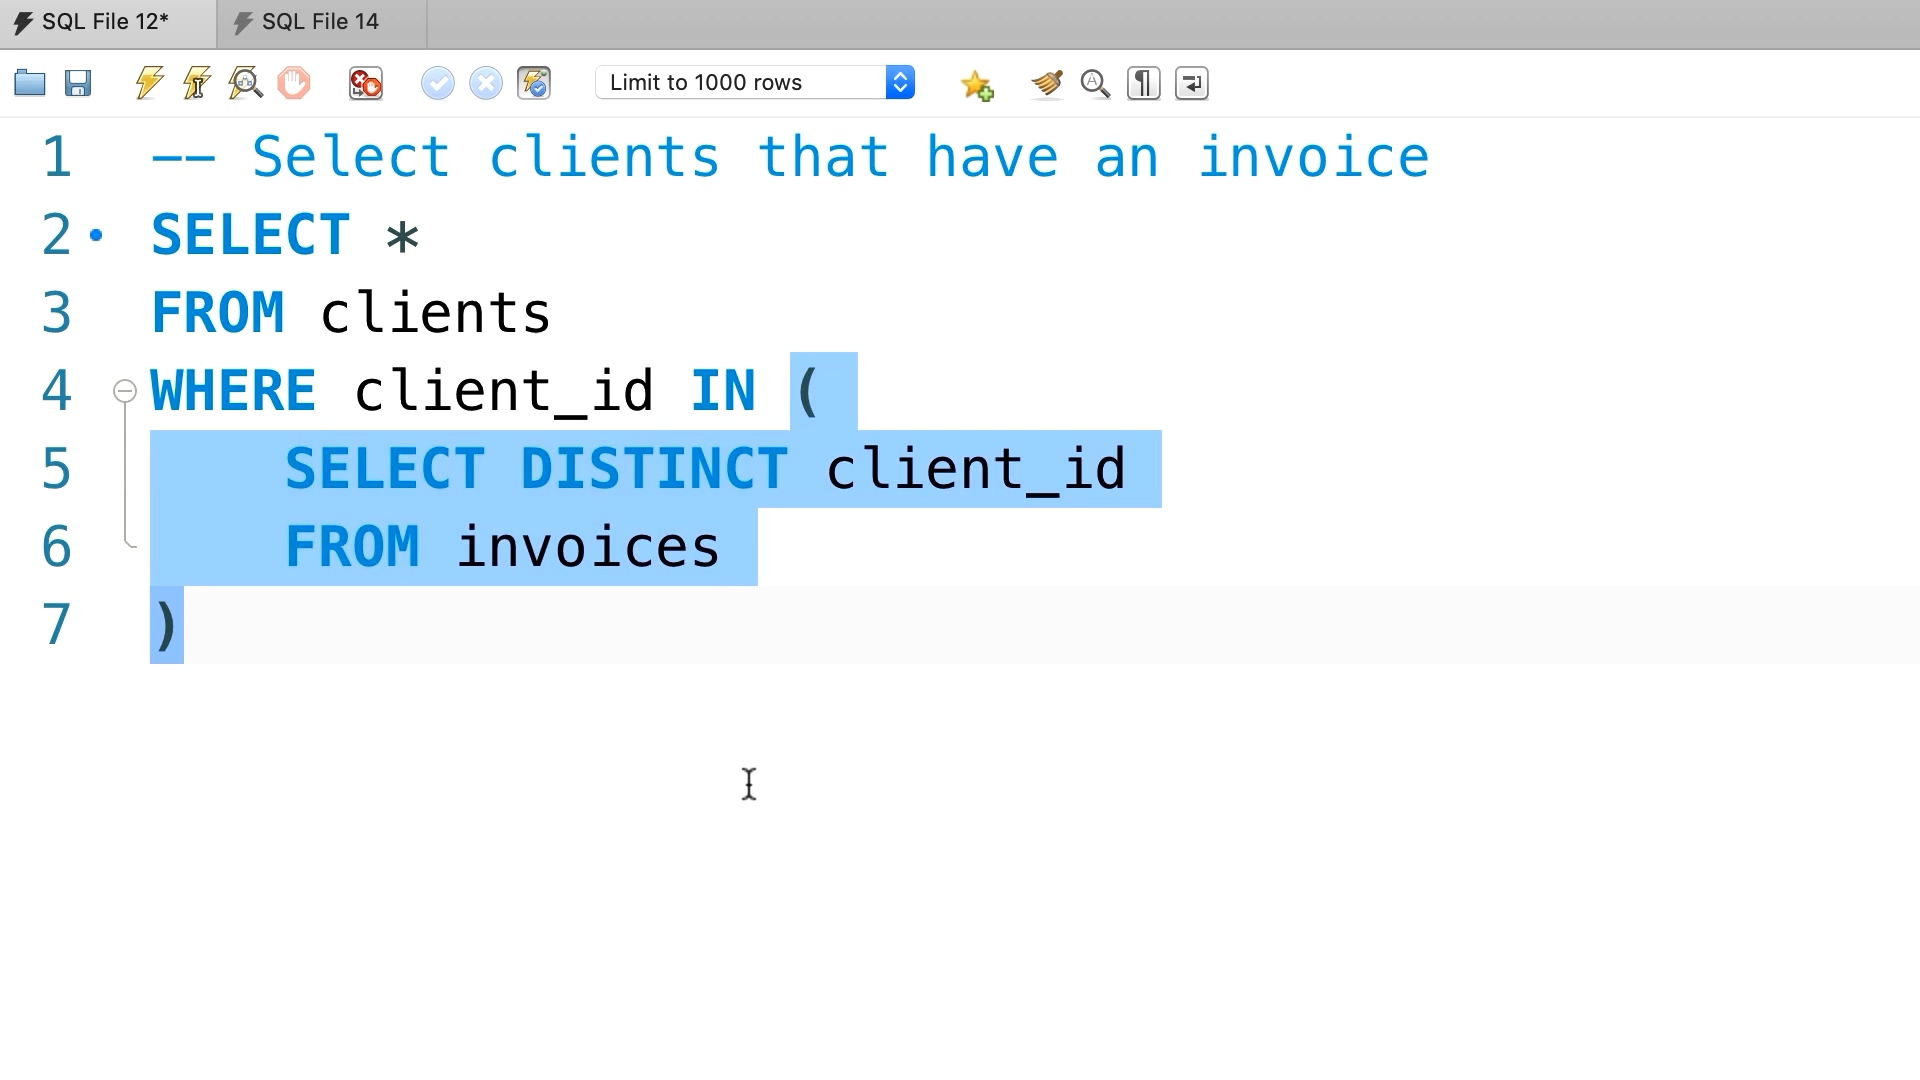 SQL File 12* SQL File 14
Limit to 1000 rows
1 -- Select clients that have an invoice
2 SELECT *
3 FROM clients
4 WHERE client_id IN (
5 SELECT DISTINCT client_id
6 FROM invoices
7 )